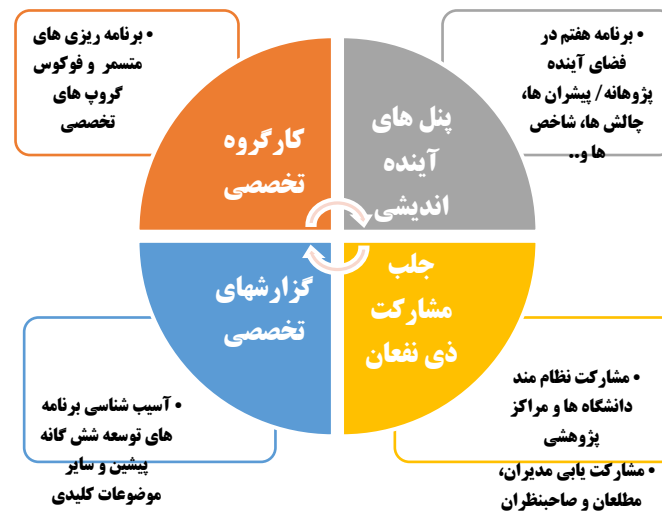 • برنامه هفتم در
فضای آینده
پژوهانه/ پیشران ها،
چالش ها، شاخص
ها و..
پنل های
آینده
اندیشی
• برنامه ریزی های
متسمر و فوکوس
گروپ های
تخصصی
کارگروه
تخصصی
جلب
مشارکت
ذی نفعان
• مشارکت نظام مند
دانشگاه ها و مراکز
پژوهشی
• مشارکت یابی مدیران،
مطلعان و صاحبنظران
گزارشهای
تخصصی
• آسیب شناسی برنامه
های توسعه شش گانه
پیشین و سایر
موضوعات کلیدی